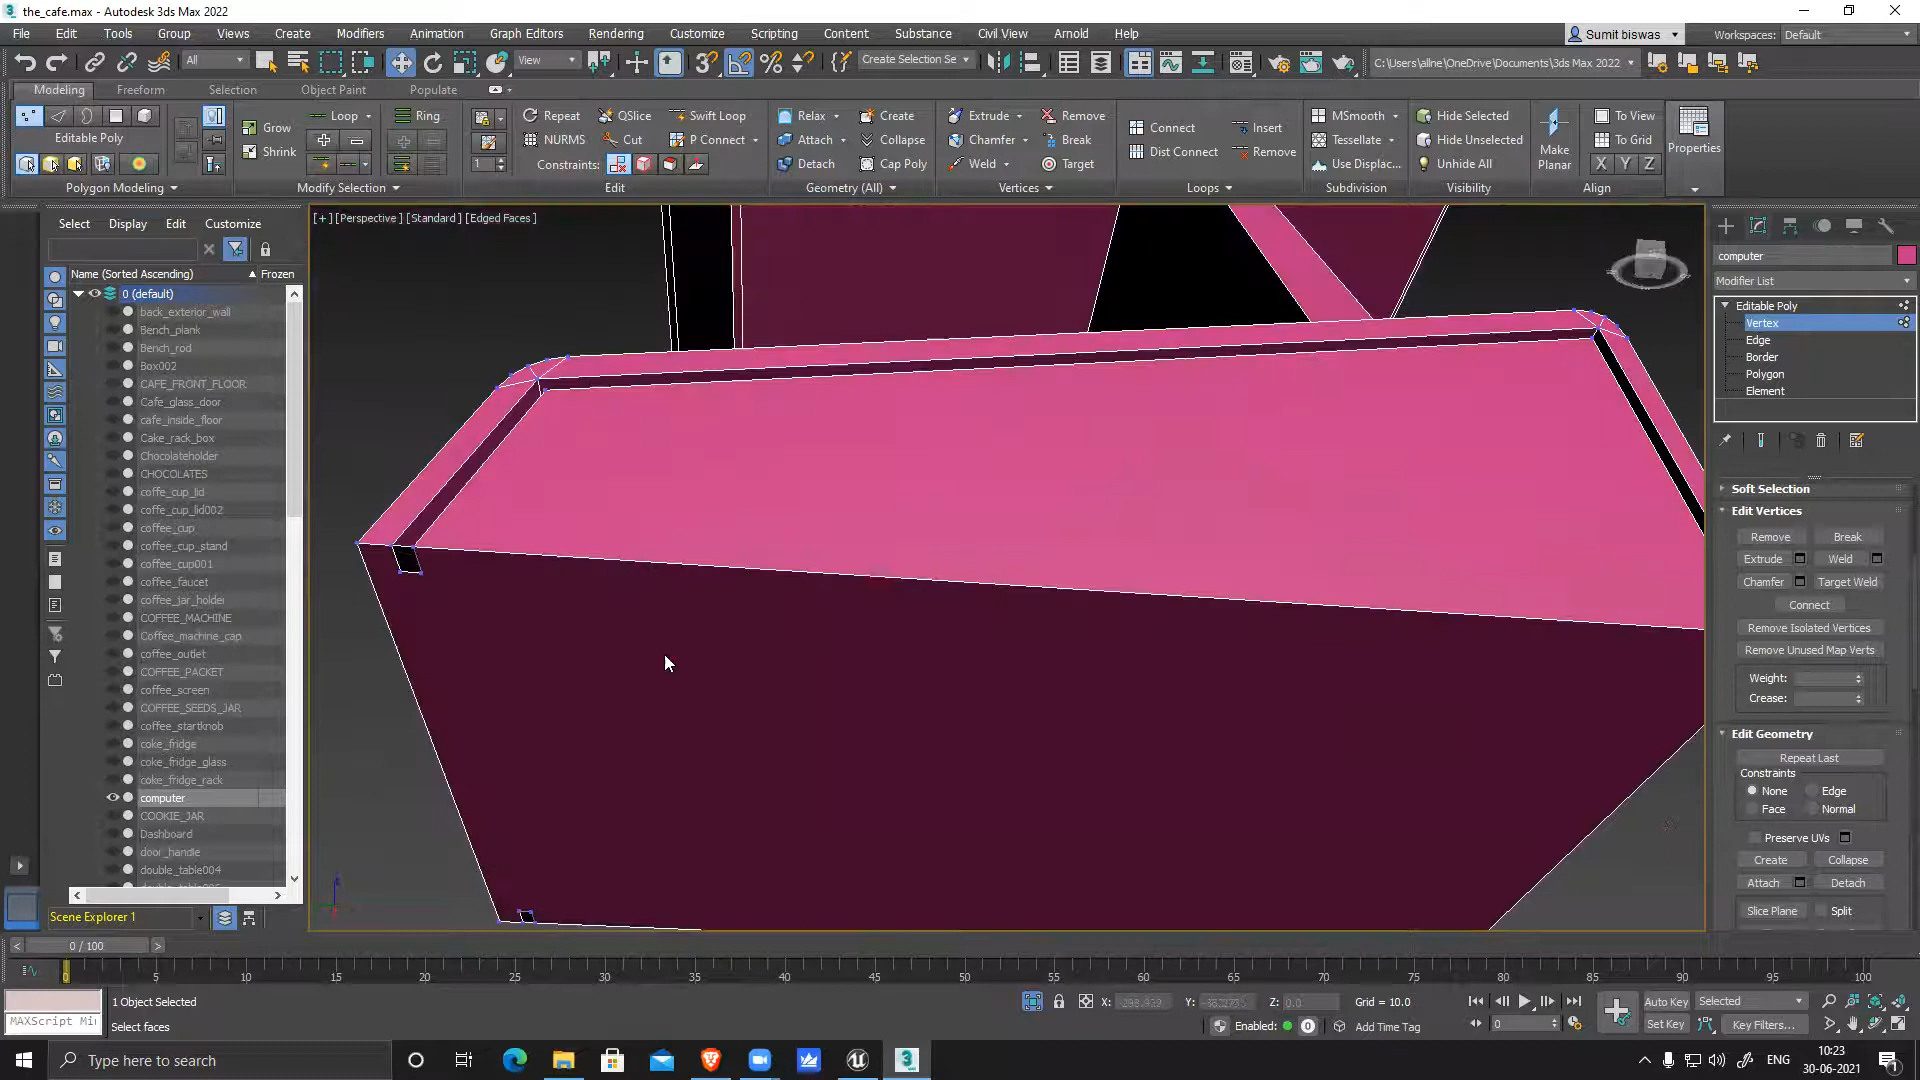 the_cafe.max - Autodesk 3ds Max 2022
File Edit Tools Group Views Create Modifiers Animation Graph Editors Rendering Customize Scripting Content Substance Civil View Arnold Help
Sumit biswas Workspaces: Default
All View Create Selection Se C:\Users\allne\OneDrive\Documents\3ds Max 2022
Modeling Freeform Selection Object Paint Populate
Loop Ring Repeat QSlice Swift Loop Relax Create Extrude Remove MSmooth Hide Selected To View
Editable Poly Grow NURMS Cut P Connect Attach Collapse Chamfer Break Connect Insert Tessellate Hide Unselected To Grid
Shrink 1 Constraints: Detach Cap Poly Weld Target Dist Connect Remove Use Displac... Unhide All Make Planar X Y Z Properties
Polygon Modeling Modify Selection Edit Geometry (All) Vertices Loops Subdivision Visibility Align
Select Display Edit Customize
Name (Sorted Ascending) Frozen
0 (default)
back_exterior_wall
Bench_plank
Bench_rod
Box002
CAFE_FRONT_FLOOR
Cafe_glass_door
cafe_inside_floor
Cake_rack_box
Chocolateholder
CHOCOLATES
coffe_cup_lid
coffe_cup_lid002
coffee_cup
coffee_cup_stand
coffee_cup001
coffee_faucet
coffee_jar_holder
COFFEE_MACHINE
Coffee_machine_cap
coffee_outlet
COFFEE_PACKET
coffee_screen
COFFEE_SEEDS_JAR
coffee_startknob
coke_fridge
coke_fridge_glass
coke_fridge_rack
computer
COOKIE_JAR
Dashboard
door_handle
double_table004
Scene Explorer 1
[+] [Perspective] [Standard] [Edged Faces]
computer
Modifier List
Editable Poly
Vertex
Edge
Border
Polygon
Element
Soft Selection
Edit Vertices
Remove Break
Extrude Weld
Chamfer Target Weld
Connect
Remove Isolated Vertices
Remove Unused Map Verts
Weight:
Crease:
Edit Geometry
Repeat Last
Constraints
None Edge
Face Normal
Preserve UVs
Create Collapse
Attach Detach
Slice Plane Split
0 / 100
0 5 10 15 20 25 30 35 40 45 50 55 60 65 70 75 80 85 90 95 100
1 Object Selected X: Y: Z: 0.0 Grid = 10.0 Auto Key Selected
MAXScript Mi Select faces Enabled: 0 Add Time Tag 0 Set Key Key Filters...
Type here to search ENG 10:23
30-06-2021